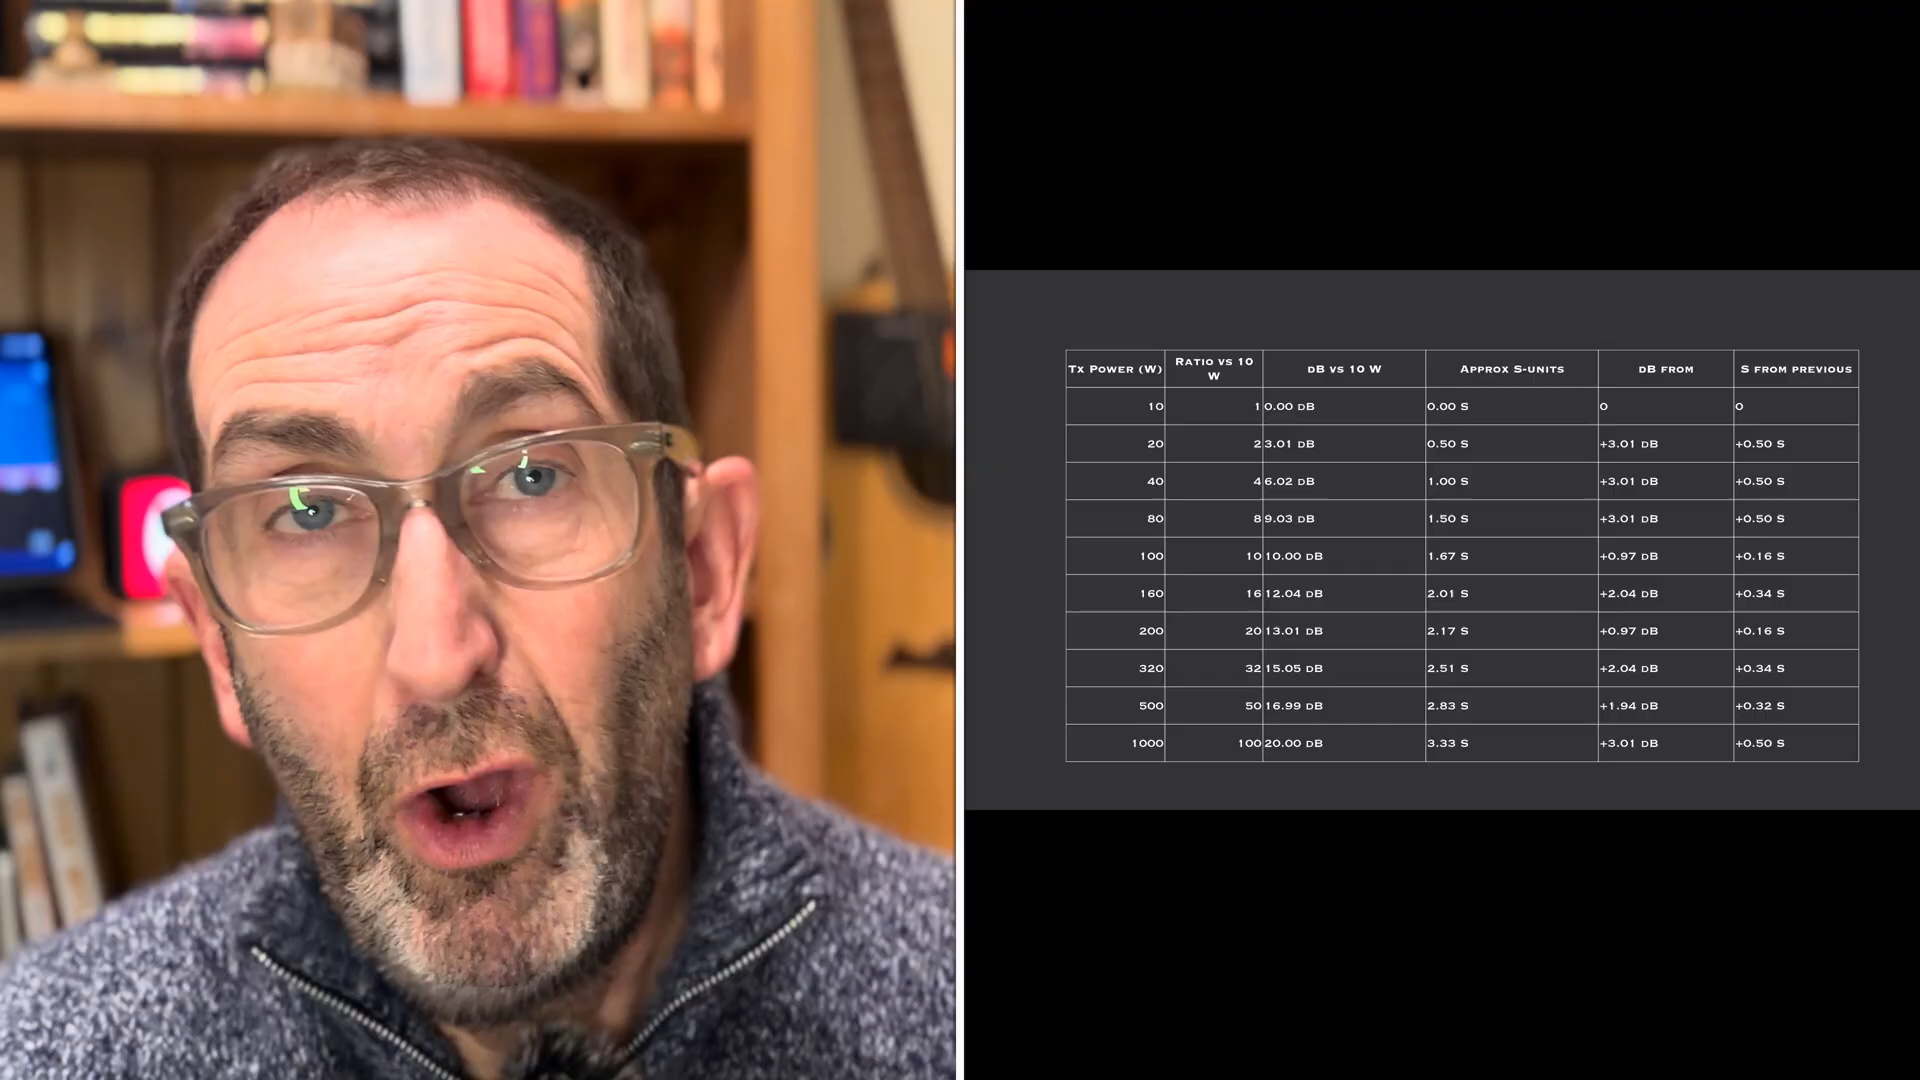 Tx Power (W) Ratio vs 10 W dB vs 10 W Approx S-units dB from S from previous
10 1 0.00 dB 0.00 S 0 0
20 2 3.01 dB 0.50 S +3.01 dB +0.50 S
40 4 6.02 dB 1.00 S +3.01 dB +0.50 S
80 8 9.03 dB 1.50 S +3.01 dB +0.50 S
100 10 10.00 dB 1.67 S +0.97 dB +0.16 S
160 16 12.04 dB 2.01 S +2.04 dB +0.34 S
200 20 13.01 dB 2.17 S +0.97 dB +0.16 S
320 32 15.05 dB 2.51 S +2.04 dB +0.34 S
500 50 16.99 dB 2.83 S +1.94 dB +0.32 S
1000 100 20.00 dB 3.33 S +3.01 dB +0.50 S